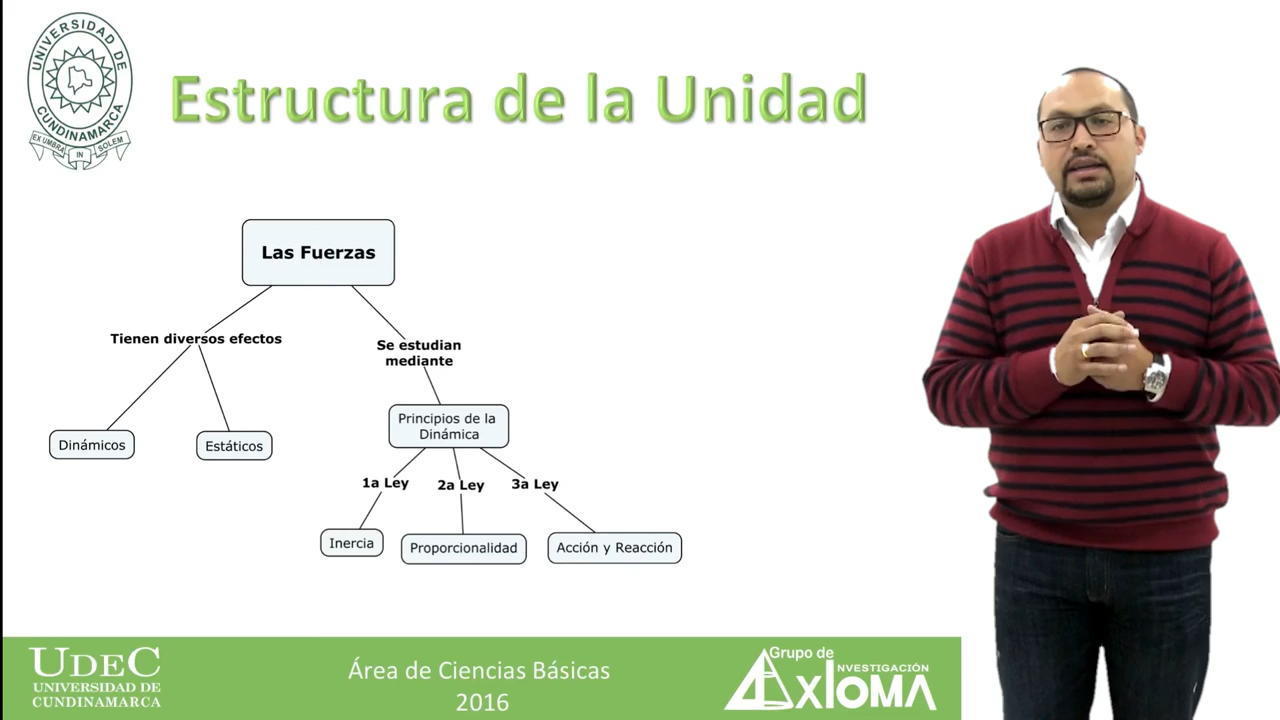 UNIVERSIDAD DE
CUNDINAMARCA
EX UMBRA
IN
SOLEM
Estructura de la Unidad
Las Fuerzas
Tienen diversos efectos
Se estudian
mediante
Dinámicos
Estáticos
Principios de la
Dinámica
1a Ley
2a Ley
3a Ley
Inercia
Proporcionalidad
Acción y Reacción
UDEC
UNIVERSIDAD DE
CUNDINAMARCA
Área de Ciencias Básicas
2016
Grupo de
INVESTIGACIÓN
AXIOMA